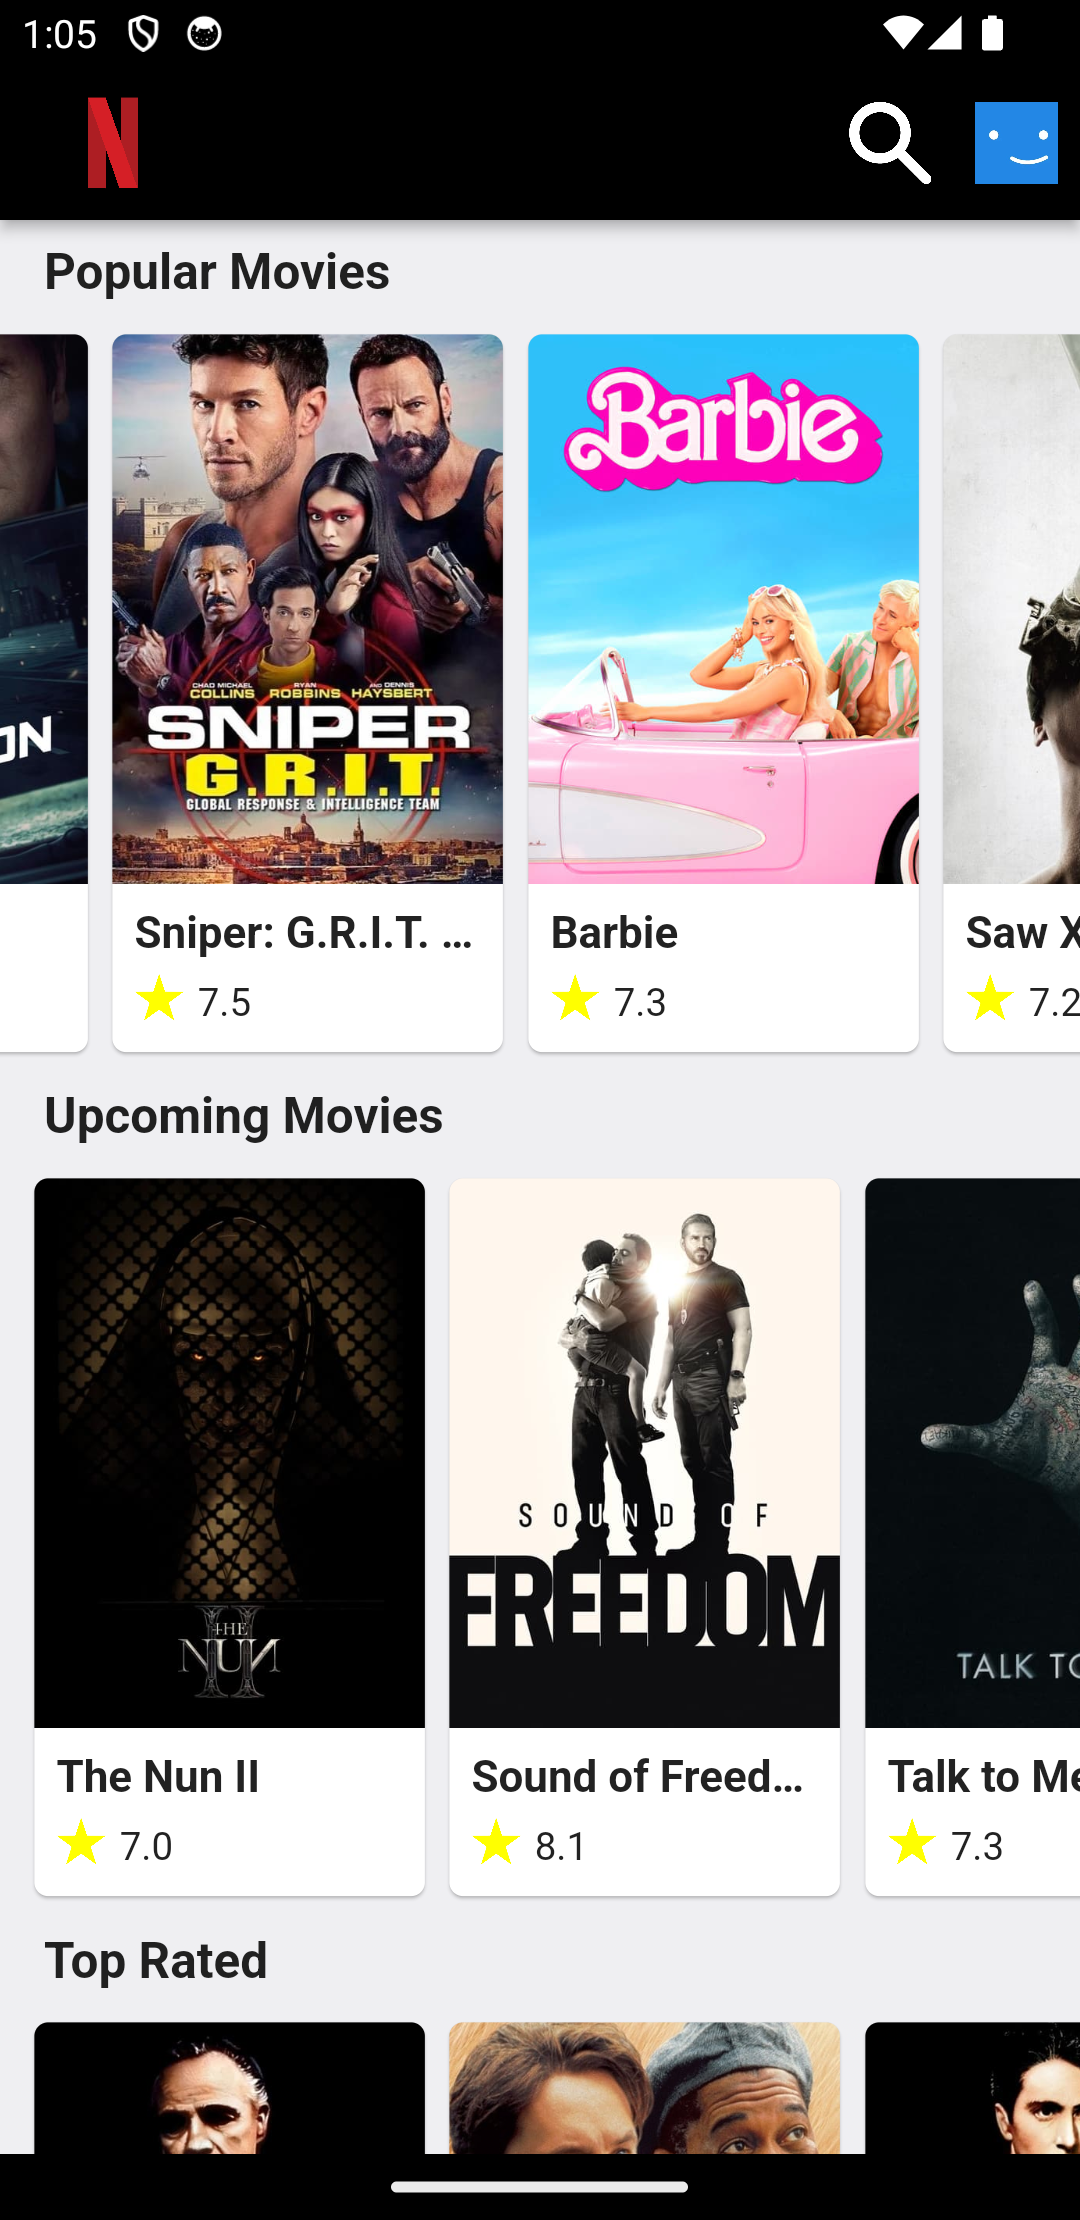 1:05
N
Popular Movies
ON
Barbie
CHAD MICHAEL COLLINS RYAN ROBBINS AND DENNIS HAYSBERT
SNIPER
G.R.I.T.
GLOBAL RESPONSE & INTELLIGENCE TEAM
Sniper: G.R.I.T. ...
7.5
Barbie
7.3
Saw X
7.2
Upcoming Movies
THE
NUN
II
SOUND OF
FREEDOM
TALK TO
The Nun II
7.0
Sound of Freed...
8.1
Talk to Me
7.3
Top Rated